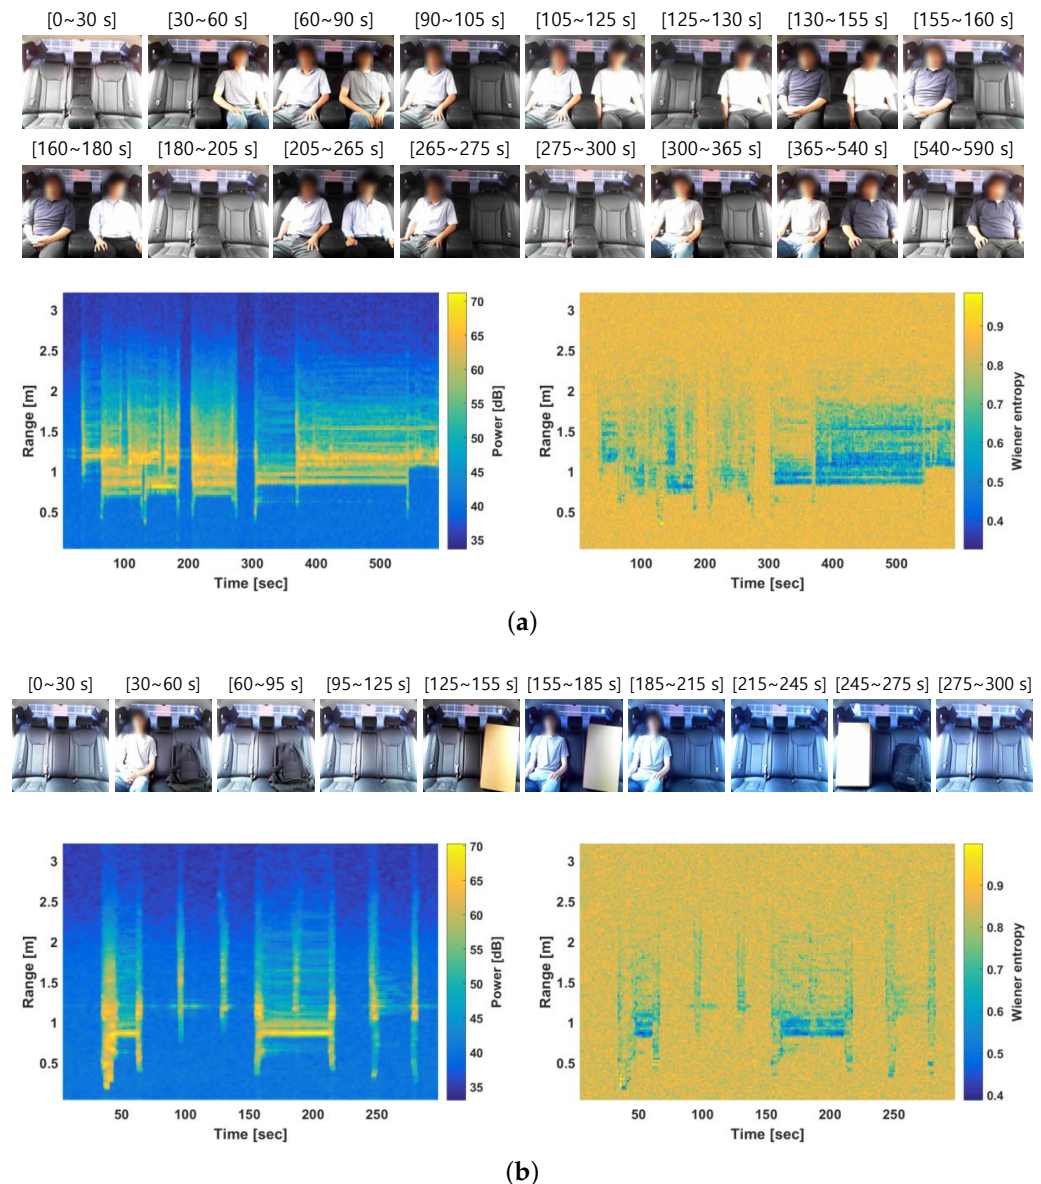 [0~30 s] [30~60 s] [60~90 s] [90~105 s] [105~125 s] [125~130 s] [130~155 s] [155~160 s]
[160~180 s] [180~205 s] [205~265 s] [265~275 s] [275~300 s] [300~365 s] [365~540 s] [540~590 s]
3
2.5
2
1.5
1
0.5
Range [m]
100 200 300 400 500
Time [sec]
70
65
60
55
50
45
40
35
Power [dB]
3
2.5
2
1.5
1
0.5
Range [m]
100 200 300 400 500
Time [sec]
0.9
0.8
0.7
0.6
0.5
0.4
Wiener entropy
(a)
[0~30 s] [30~60 s] [60~95 s] [95~125 s] [125~155 s] [155~185 s] [185~215 s] [215~245 s] [245~275 s] [275~300 s]
3
2.5
2
1.5
1
0.5
Range [m]
50 100 150 200 250
Time [sec]
70
65
60
55
50
45
40
35
Power [dB]
3
2.5
2
1.5
1
0.5
Range [m]
50 100 150 200 250
Time [sec]
0.9
0.8
0.7
0.6
0.5
0.4
Wiener entropy
(b)